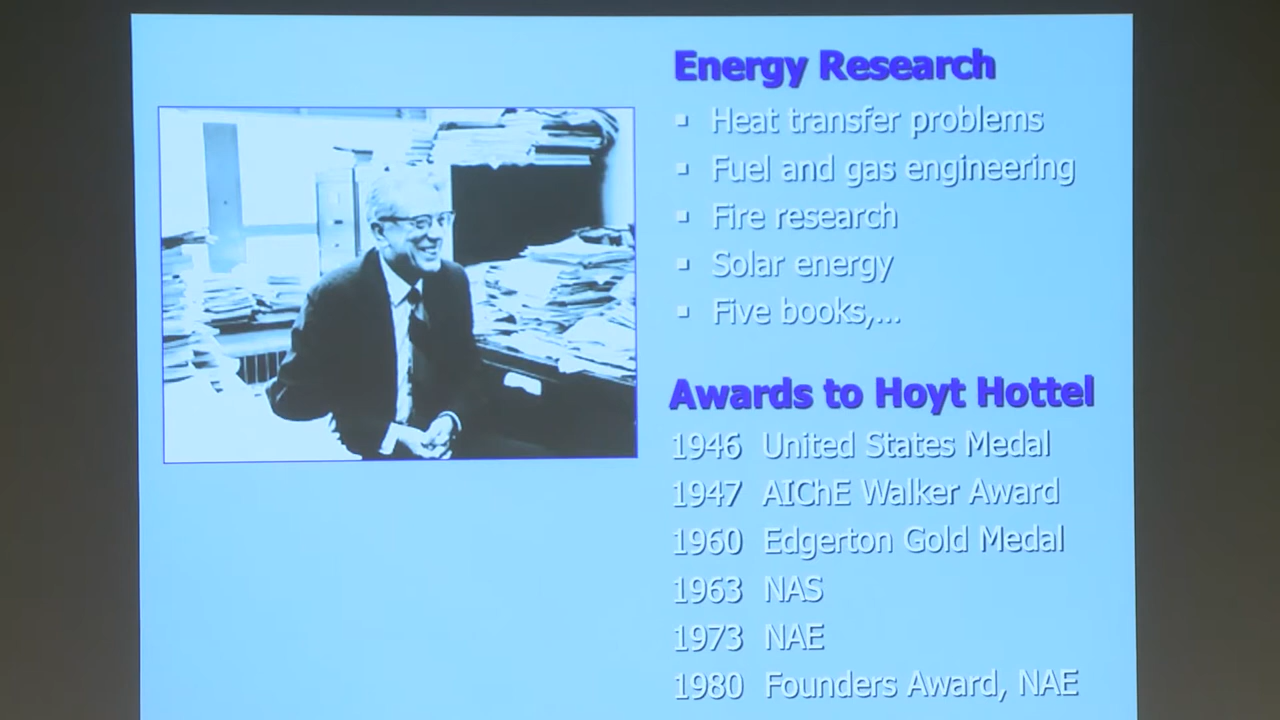 Energy Research
▪ Heat transfer problems
▪ Fuel and gas engineering
▪ Fire research
▪ Solar energy
▪ Five books,...
Awards to Hoyt Hottel
1946 United States Medal
1947 AIChE Walker Award
1960 Edgerton Gold Medal
1963 NAS
1973 NAE
1980 Founders Award, NAE